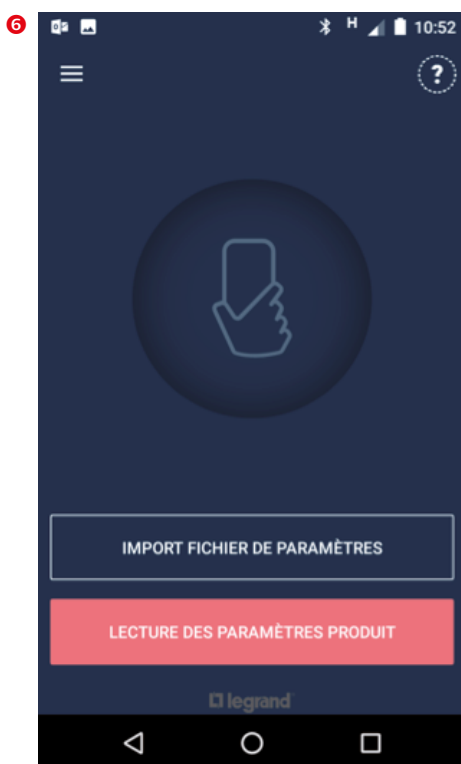 6
H 10:52
?
IMPORT FICHIER DE PARAMÈTRES
LECTURE DES PARAMÈTRES PRODUIT
legrand